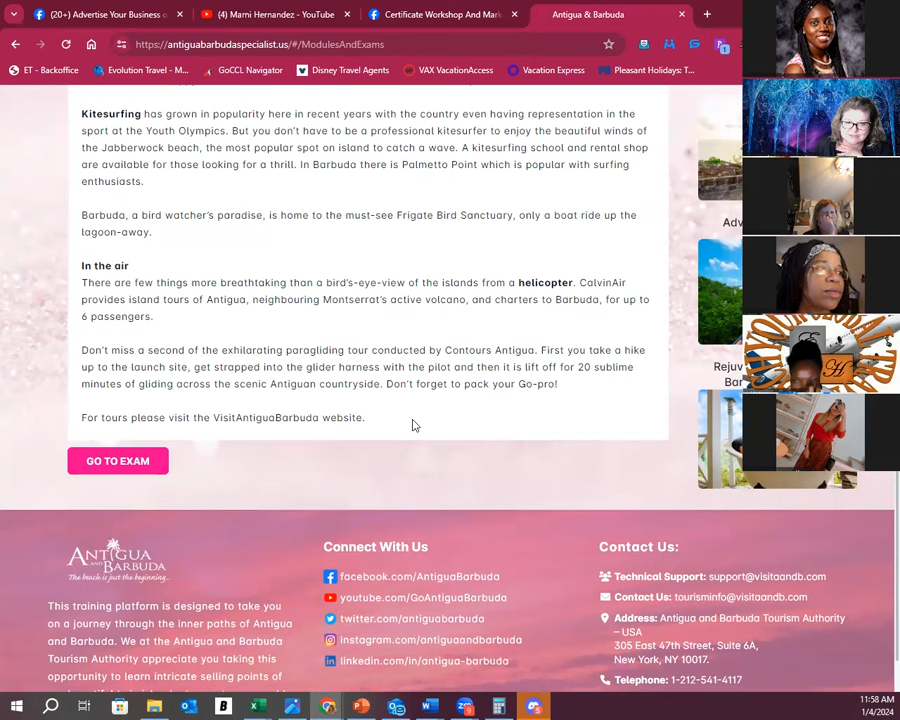 (20+) Advertise Your Business o
(4) Marni Hernandez - YouTube
Certificate Workshop And Mark
Antigua & Barbuda
https://antiguabarbudaspecialist.us/#/ModulesAndExams
ET - Backoffice
Evolution Travel - M...
GoCCL Navigator
Disney Travel Agents
VAX VacationAccess
Vacation Express
Pleasant Holidays: T...
Kitesurfing has grown in popularity here in recent years with the country even having representation in the
sport at the Youth Olympics. But you don't have to be a professional kitesurfer to enjoy the beautiful winds of
the Jabberwock beach, the most popular spot on island to catch a wave. A kitesurfing school and rental shop
are available for those looking for a thrill. In Barbuda there is Palmetto Point which is popular with surfing
enthusiasts.
Barbuda, a bird watcher's paradise, is home to the must-see Frigate Bird Sanctuary, only a boat ride up the
lagoon-away.
In the air
There are few things more breathtaking than a bird's-eye-view of the islands from a helicopter. CalvinAir
provides island tours of Antigua, neighbouring Montserrat's active volcano, and charters to Barbuda, for up to
6 passengers.
Don't miss a second of the exhilarating paragliding tour conducted by Contours Antigua. First you take a hike
up to the launch site, get strapped into the glider harness with the pilot and then it is lift off for 20 sublime
minutes of gliding across the scenic Antiguan countryside. Don't forget to pack your Go-pro!
For tours please visit the VisitAntiguaBarbuda website.
GO TO EXAM
Adv
Rejuv
Bar
ANTIGUA
AND BARBUDA
The beach is just the beginning...
This training platform is designed to take you
on a journey through the inner paths of Antigua
and Barbuda. We at the Antigua and Barbuda
Tourism Authority appreciate you taking this
opportunity to learn intricate selling points of
Connect With Us
facebook.com/AntiguaBarbuda
youtube.com/GoAntiguaBarbuda
twitter.com/antiguabarbuda
instagram.com/antiguaandbarbuda
linkedin.com/in/antigua-barbuda
Contact Us:
Technical Support: support@visitaandb.com
Contact Us: tourisminfo@visitaandb.com
Address: Antigua and Barbuda Tourism Authority
– USA
305 East 47th Street, Suite 6A,
New York, NY 10017.
Telephone: 1-212-541-4117
11:58 AM
1/4/2024